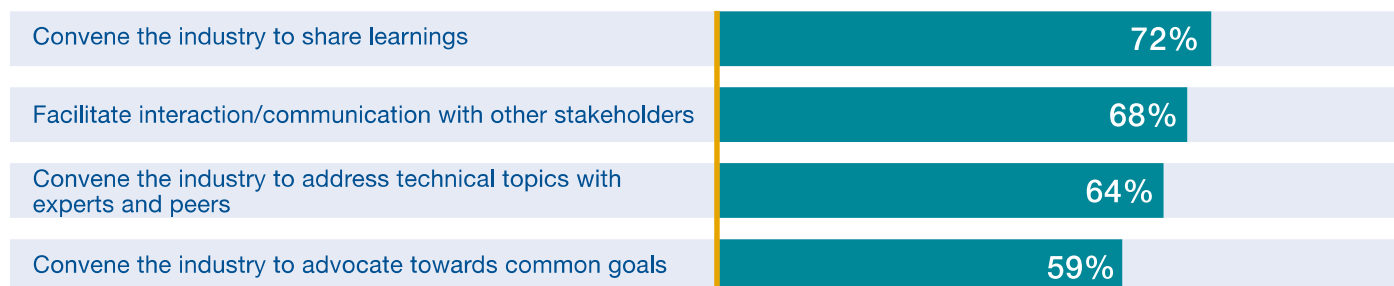 Convene the industry to share learnings
72%
Facilitate interaction/communication with other stakeholders
68%
Convene the industry to address technical topics with
experts and peers
64%
Convene the industry to advocate towards common goals
59%